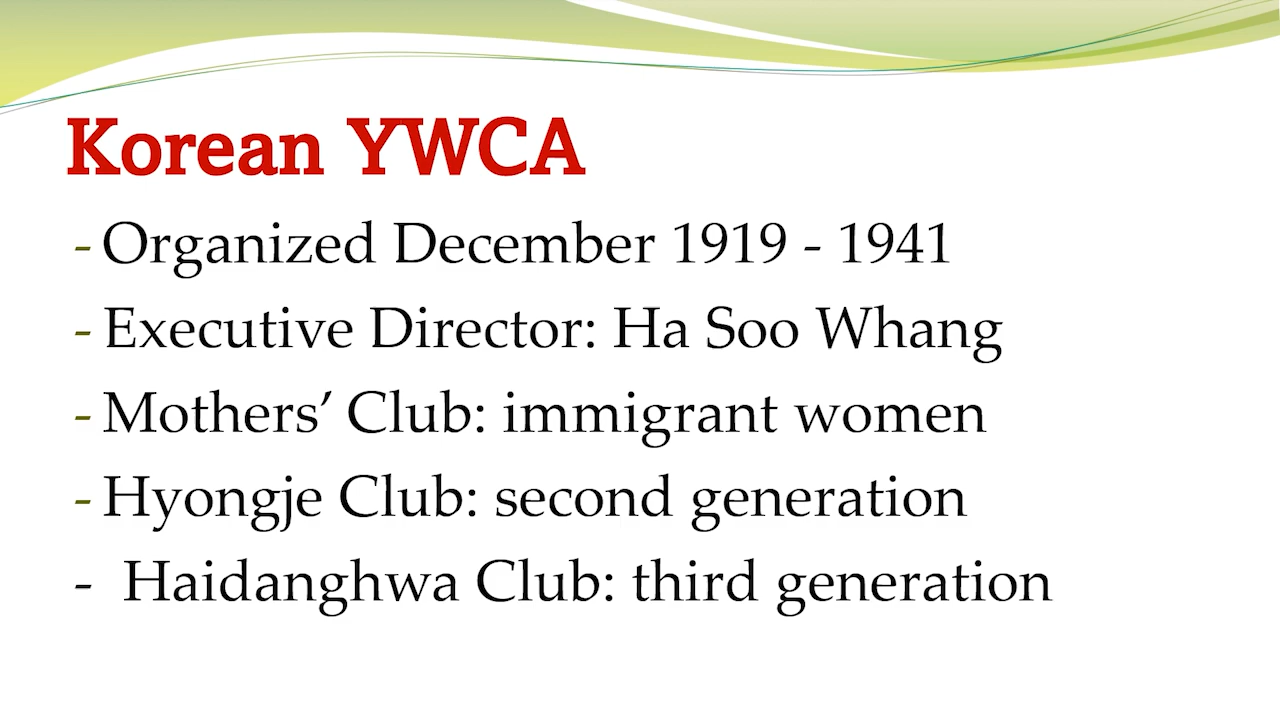 Korean YWCA
- Organized December 1919 - 1941
- Executive Director: Ha Soo Whang
- Mothers’ Club: immigrant women
- Hyongje Club: second generation
- Haidanghwa Club: third generation